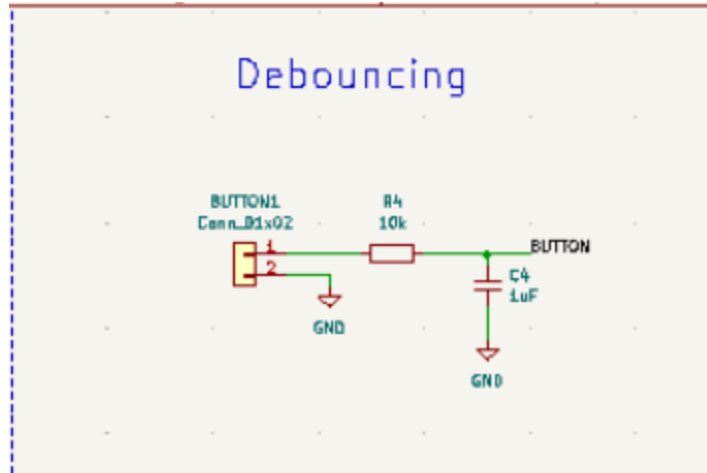 Debouncing
BUTTON1
Conn_01x02
1
2
GND
R4
10k
BUTTON
C4
1uF
GND